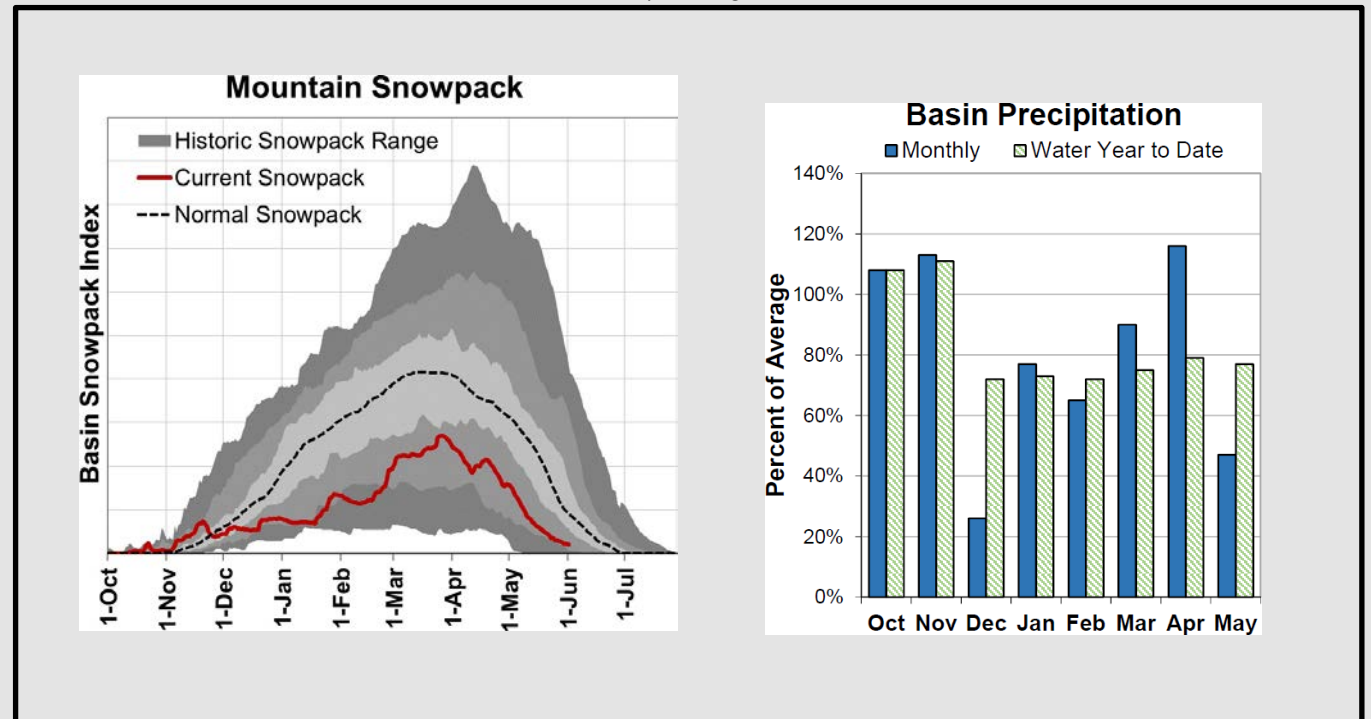 Mountain Snowpack
Historic Snowpack Range
Current Snowpack
Normal Snowpack
Basin Snowpack Index
1-Oct
1-Nov
1-Dec
1-Jan
1-Feb
1-Mar
1-Apr
1-May
1-Jun
1-Jul
Basin Precipitation
Monthly
Water Year to Date
Percent of Average
140%
120%
100%
80%
60%
40%
20%
0%
Oct Nov Dec Jan Feb Mar Apr May